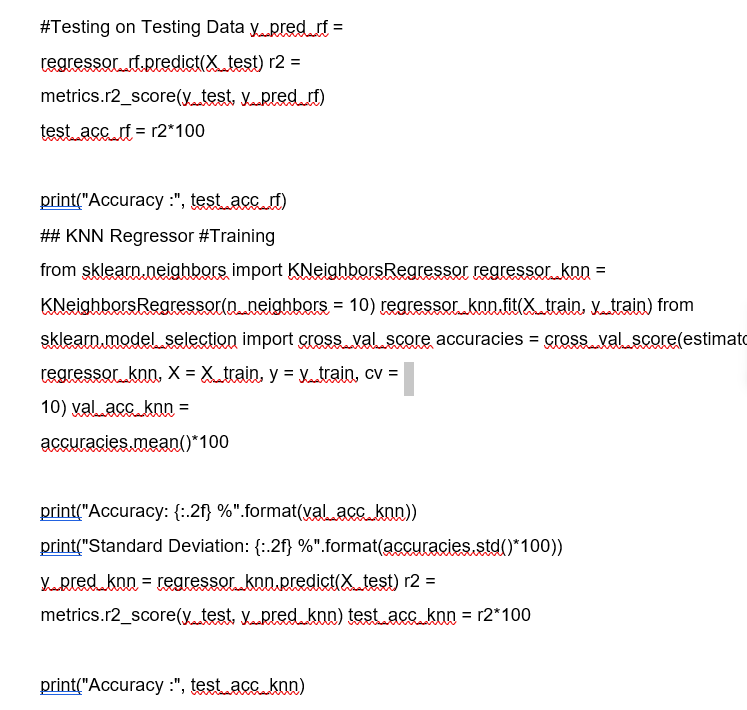 #Testing on Testing Data y_pred_rf =
regressor_rf.predict(X_test) r2 =
metrics.r2_score(y_test, y_pred_rf)
test_acc_rf = r2*100
print("Accuracy :", test_acc_rf)
## KNN Regressor #Training
from sklearn.neighbors import KNeighborsRegressor regressor_knn =
KNeighborsRegressor(n_neighbors = 10) regressor_knn.fit(X_train, y_train) from
sklearn.model_selection import cross_val_score accuracies = cross_val_score(estimato
regressor_knn, X = X_train, y = y_train, cv =
10) val_acc_knn =
accuracies.mean()*100
print("Accuracy: {:.2f} %".format(val_acc_knn))
print("Standard Deviation: {:.2f} %".format(accuracies.std()*100))
y_pred_knn = regressor_knn.predict(X_test) r2 =
metrics.r2_score(y_test, y_pred_knn) test_acc_knn = r2*100
print("Accuracy :", test_acc_knn)